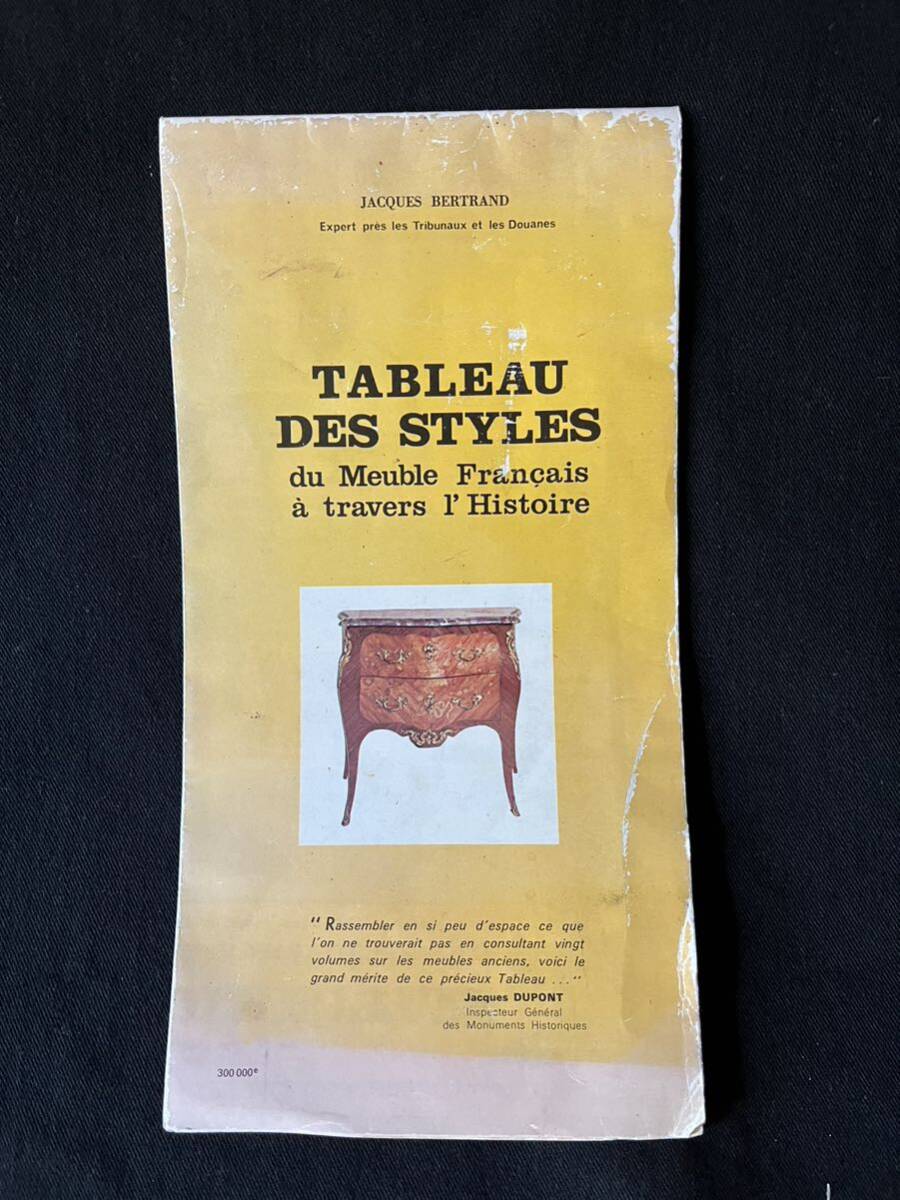 JACQUES BERTRAND
Expert près les Tribunaux et les Douanes
TABLEAU
DES STYLES
du Meuble Français
à travers l'Histoire
" Rassembler en si peu d'espace ce que
l'on ne trouverait pas en consultant vingt
volumes sur les meubles anciens, voici le
grand mérite de ce précieux Tableau ... "
Jacques DUPONT
Inspecteur Général
des Monuments Historiques
300 000e